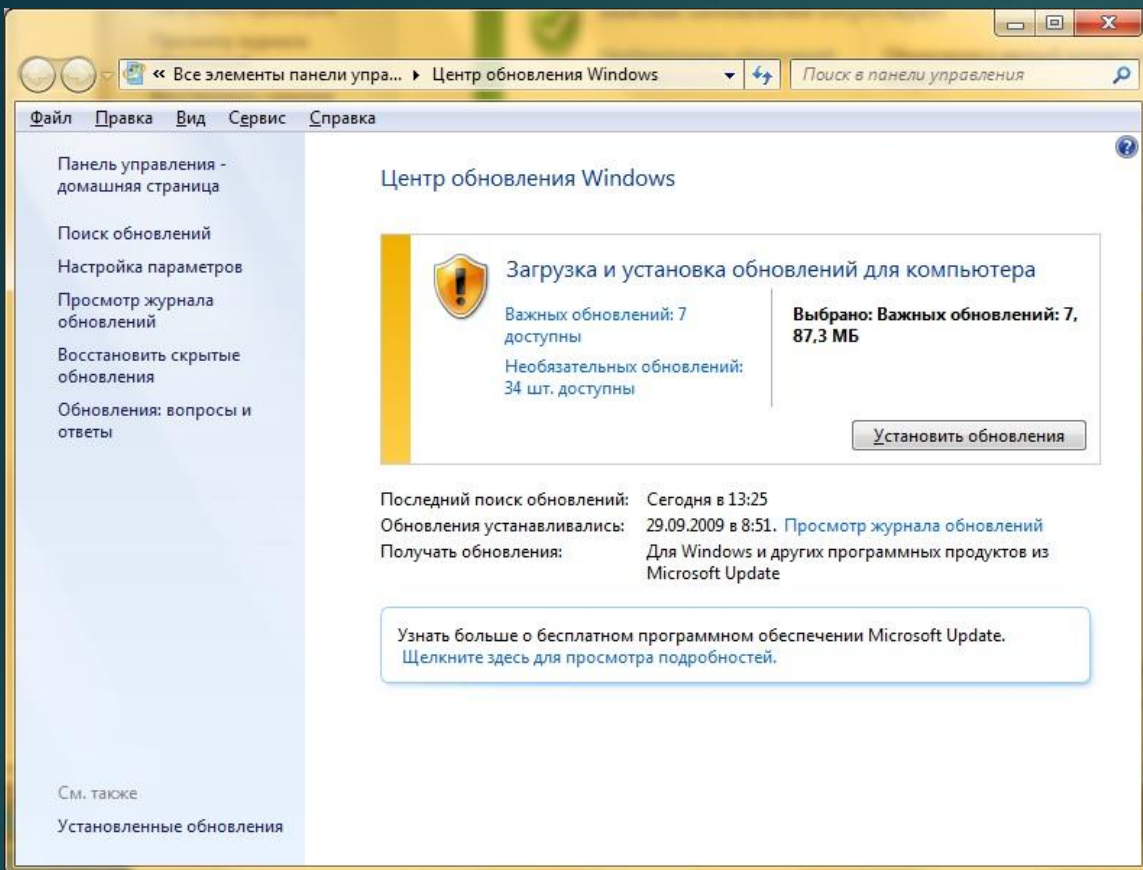 « Все элементы панели упра... Центр обновления Windows
Поиск в панели управления
Файл Правка Вид Сервис Справка
Панель управления -
домашняя страница
Поиск обновлений
Настройка параметров
Просмотр журнала
обновлений
Восстановить скрытые
обновления
Обновления: вопросы и
ответы
См. также
Установленные обновления
Центр обновления Windows
Загрузка и установка обновлений для компьютера
Важных обновлений: 7
доступны
Необязательных обновлений:
34 шт. доступны
Выбрано: Важных обновлений: 7,
87,3 МБ
Установить обновления
Последний поиск обновлений: Сегодня в 13:25
Обновления устанавливались: 29.09.2009 в 8:51. Просмотр журнала обновлений
Получать обновления: Для Windows и других программных продуктов из
Microsoft Update
Узнать больше о бесплатном программном обеспечении Microsoft Update.
Щелкните здесь для просмотра подробностей.